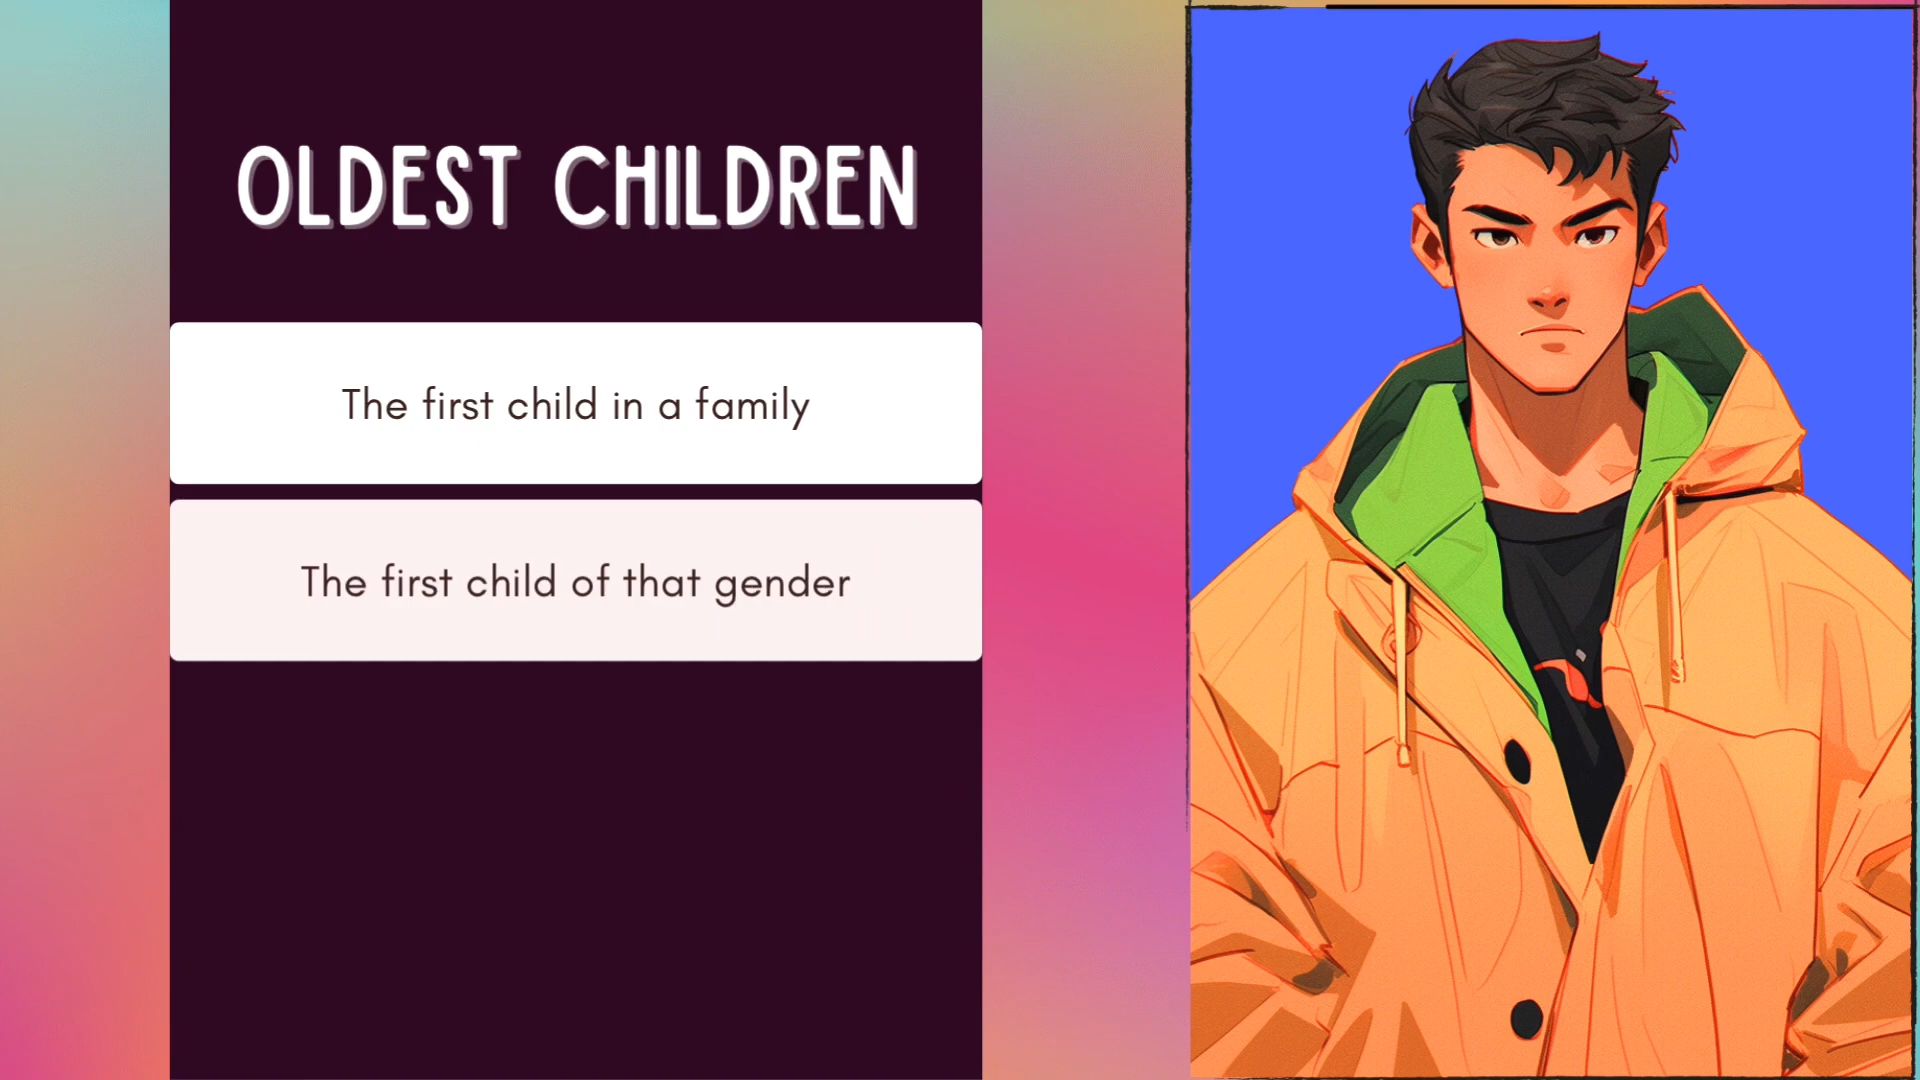 OLDEST CHILDREN
The first child in a family
The first child of that gender